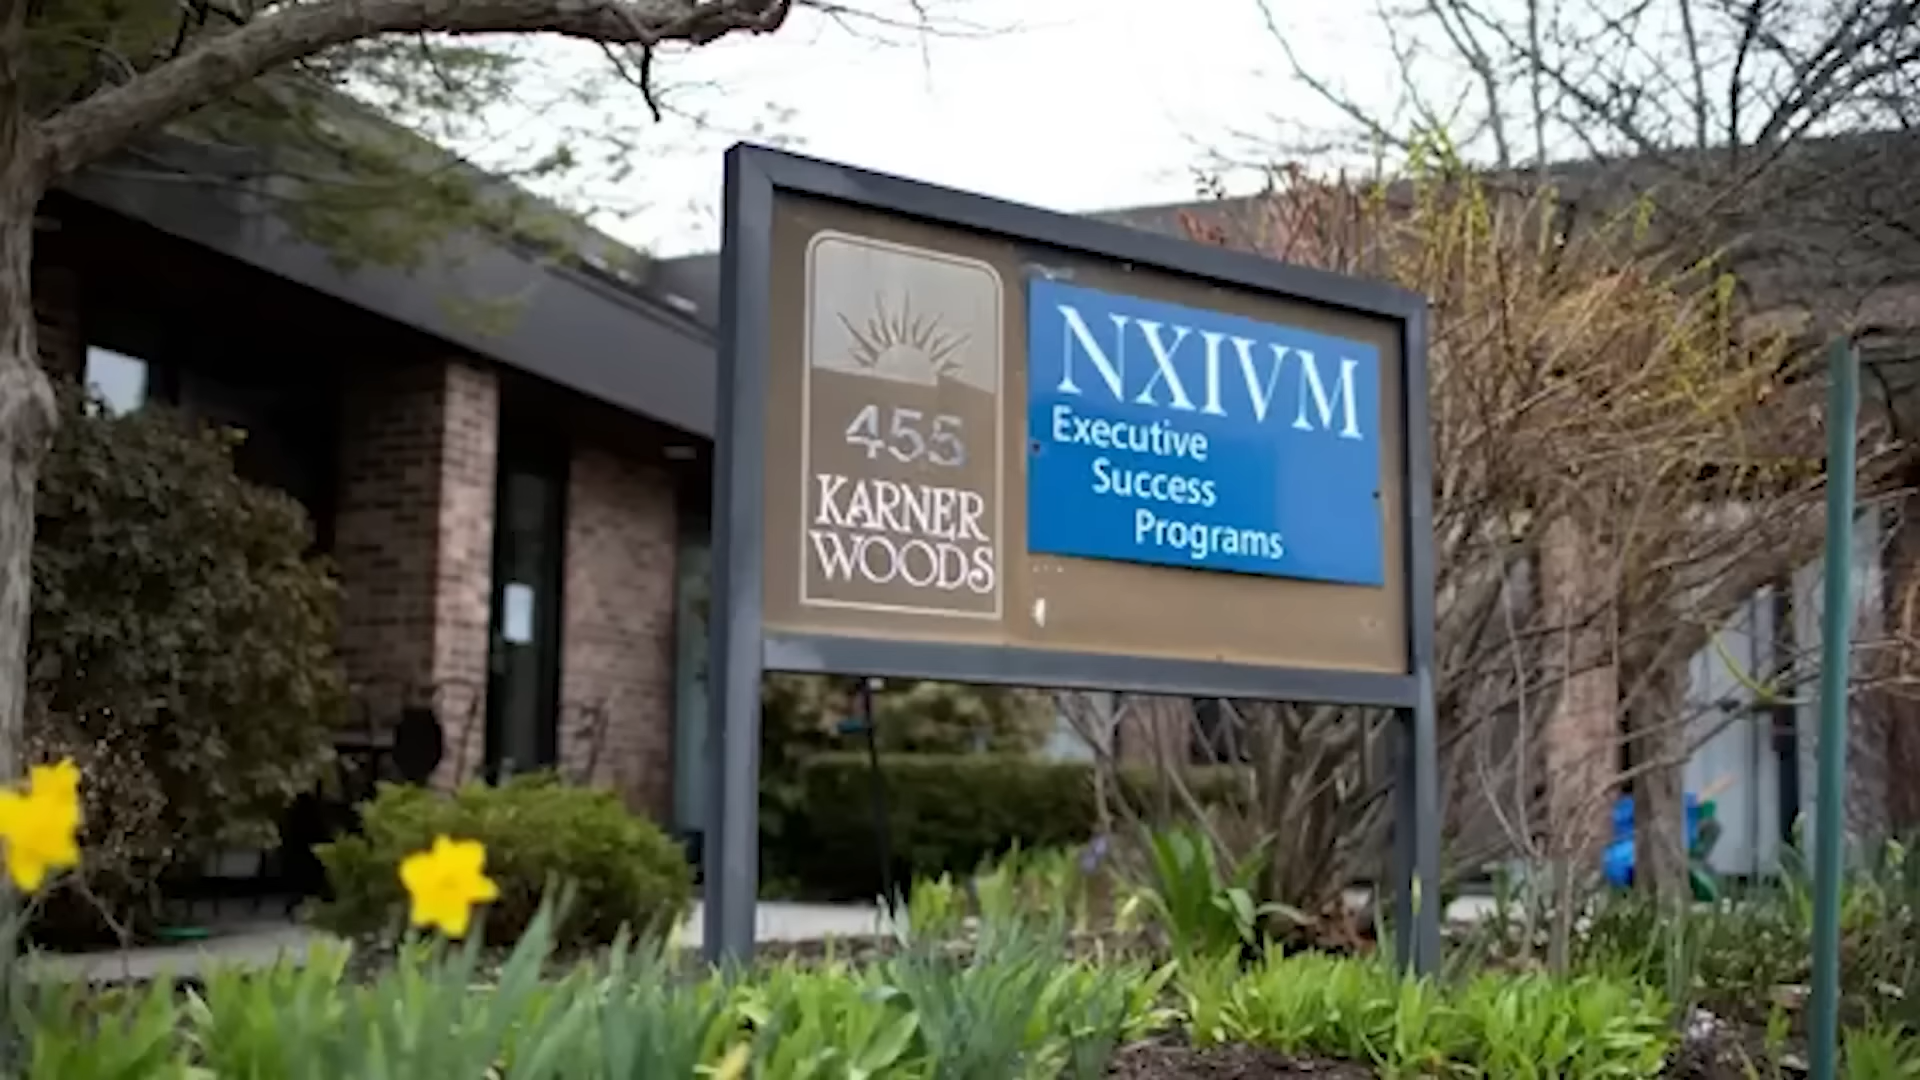 455
KARNER
WOODS
NXIVM
Executive
Success
Programs